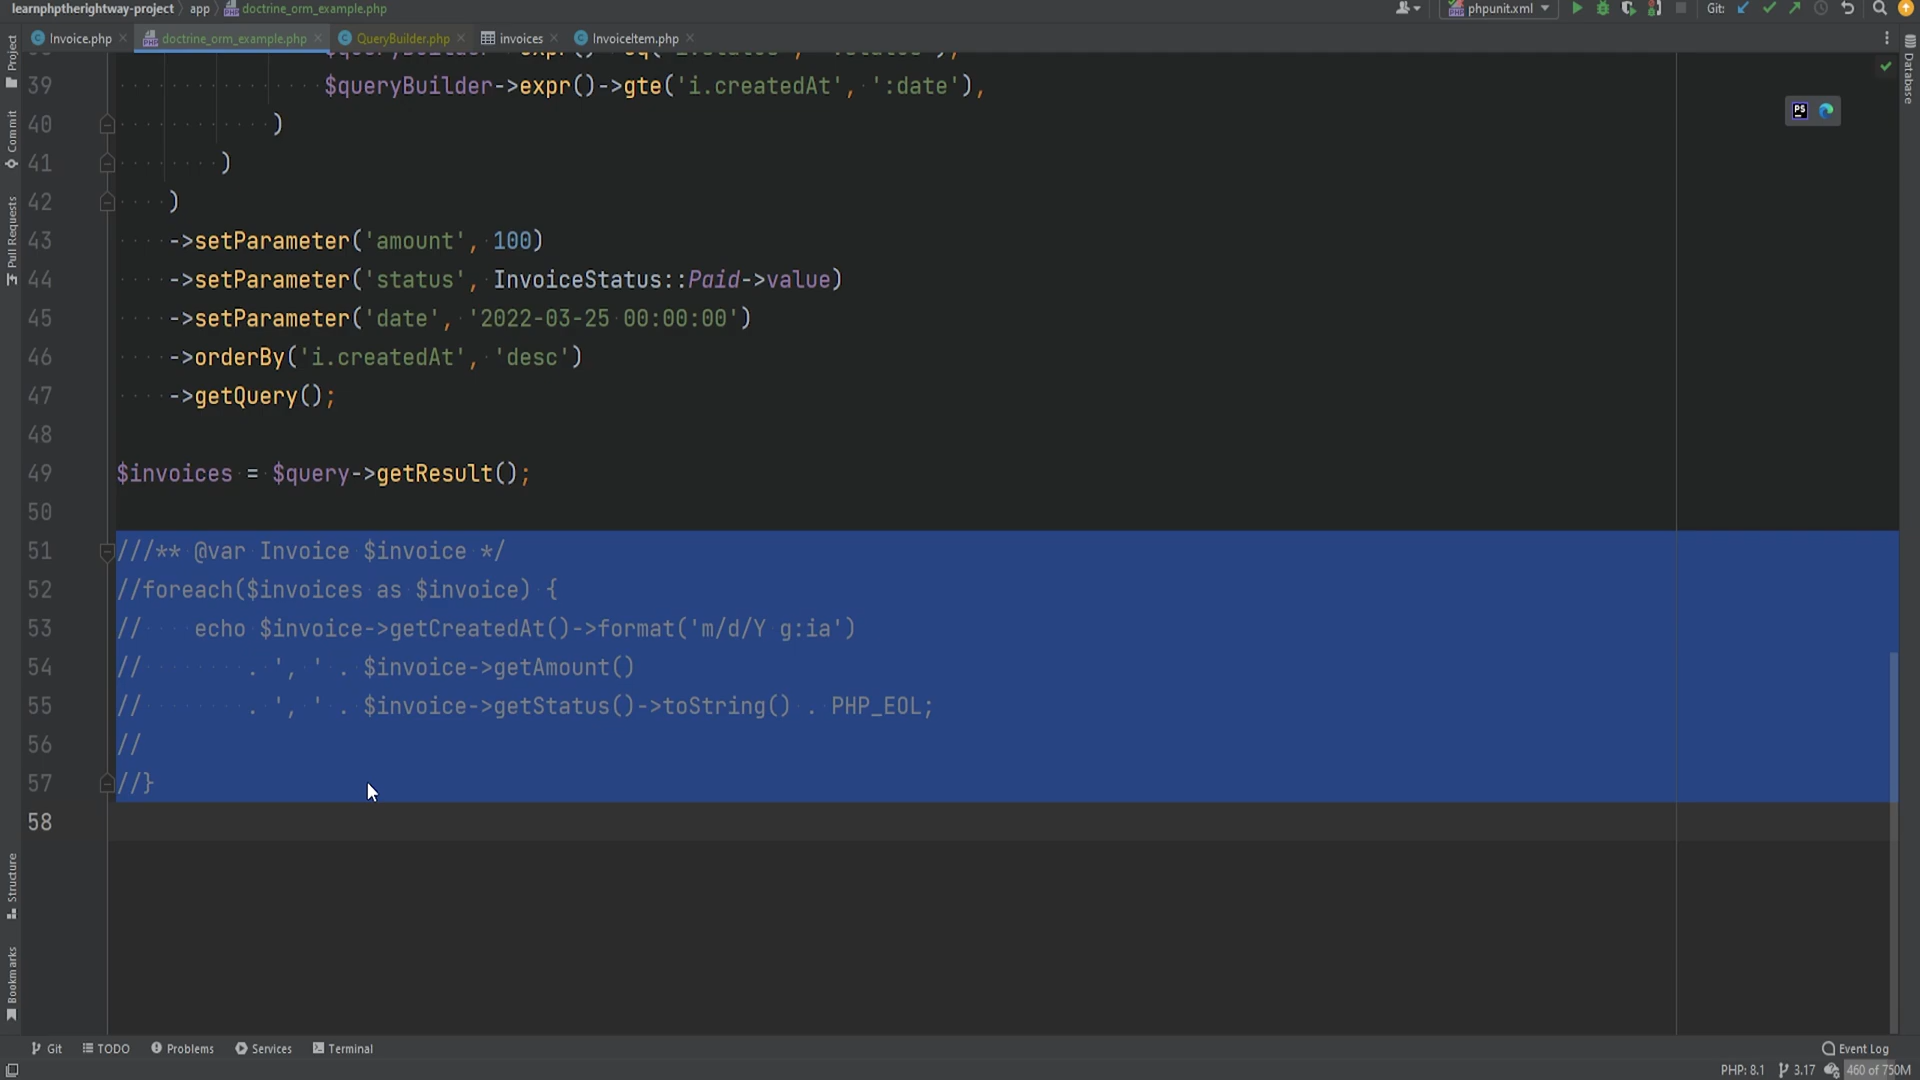 learnphptherightway-project
app
doctrine_orm_example.php
phpunit.xml
Git:
Invoice.php
doctrine_orm_example.php
QueryBuilder.php
invoices
InvoiceItem.php
Project
Commit
Pull Requests
Structure
Bookmarks
Database
39 $queryBuilder->expr()->gte('i.createdAt', ':date'),
40 )
41 )
42 )
43 ->setParameter('amount', 100)
44 ->setParameter('status', InvoiceStatus::Paid->value)
45 ->setParameter('date', '2022-03-25 00:00:00')
46 ->orderBy('i.createdAt', 'desc')
47 ->getQuery();
48
49 $invoices = $query->getResult();
50
51 ///** @var Invoice $invoice */
52 //foreach($invoices as $invoice) {
53 //    echo $invoice->getCreatedAt()->format('m/d/Y g:ia')
54 //        . ', ' . $invoice->getAmount()
55 //        . ', ' . $invoice->getStatus()->toString() . PHP_EOL;
56 //
57 //}
58
Git
TODO
Problems
Services
Terminal
Event Log
PHP: 8.1
3.17
460 of 750M